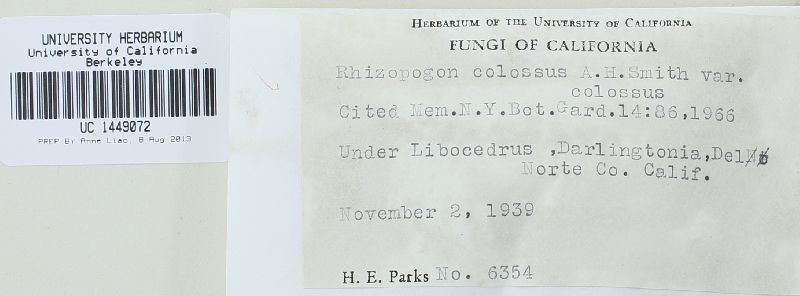 UNIVERSITY HERBARIUM
University of California
Berkeley
UC 1449072
PREP BY Anne Liao, 8 Aug 2013
HERBARIUM OF THE UNIVERSITY OF CALIFORNIA
FUNGI OF CALIFORNIA
Rhizopogon colossus A.H.Smith var.
colossus
Cited Mem.N.Y.Bot.Gard.14:86,1966
Under Libocedrus ,Darlingtonia,Del
Norte Co. Calif.
November 2, 1939
H. E. Parks No. 6354